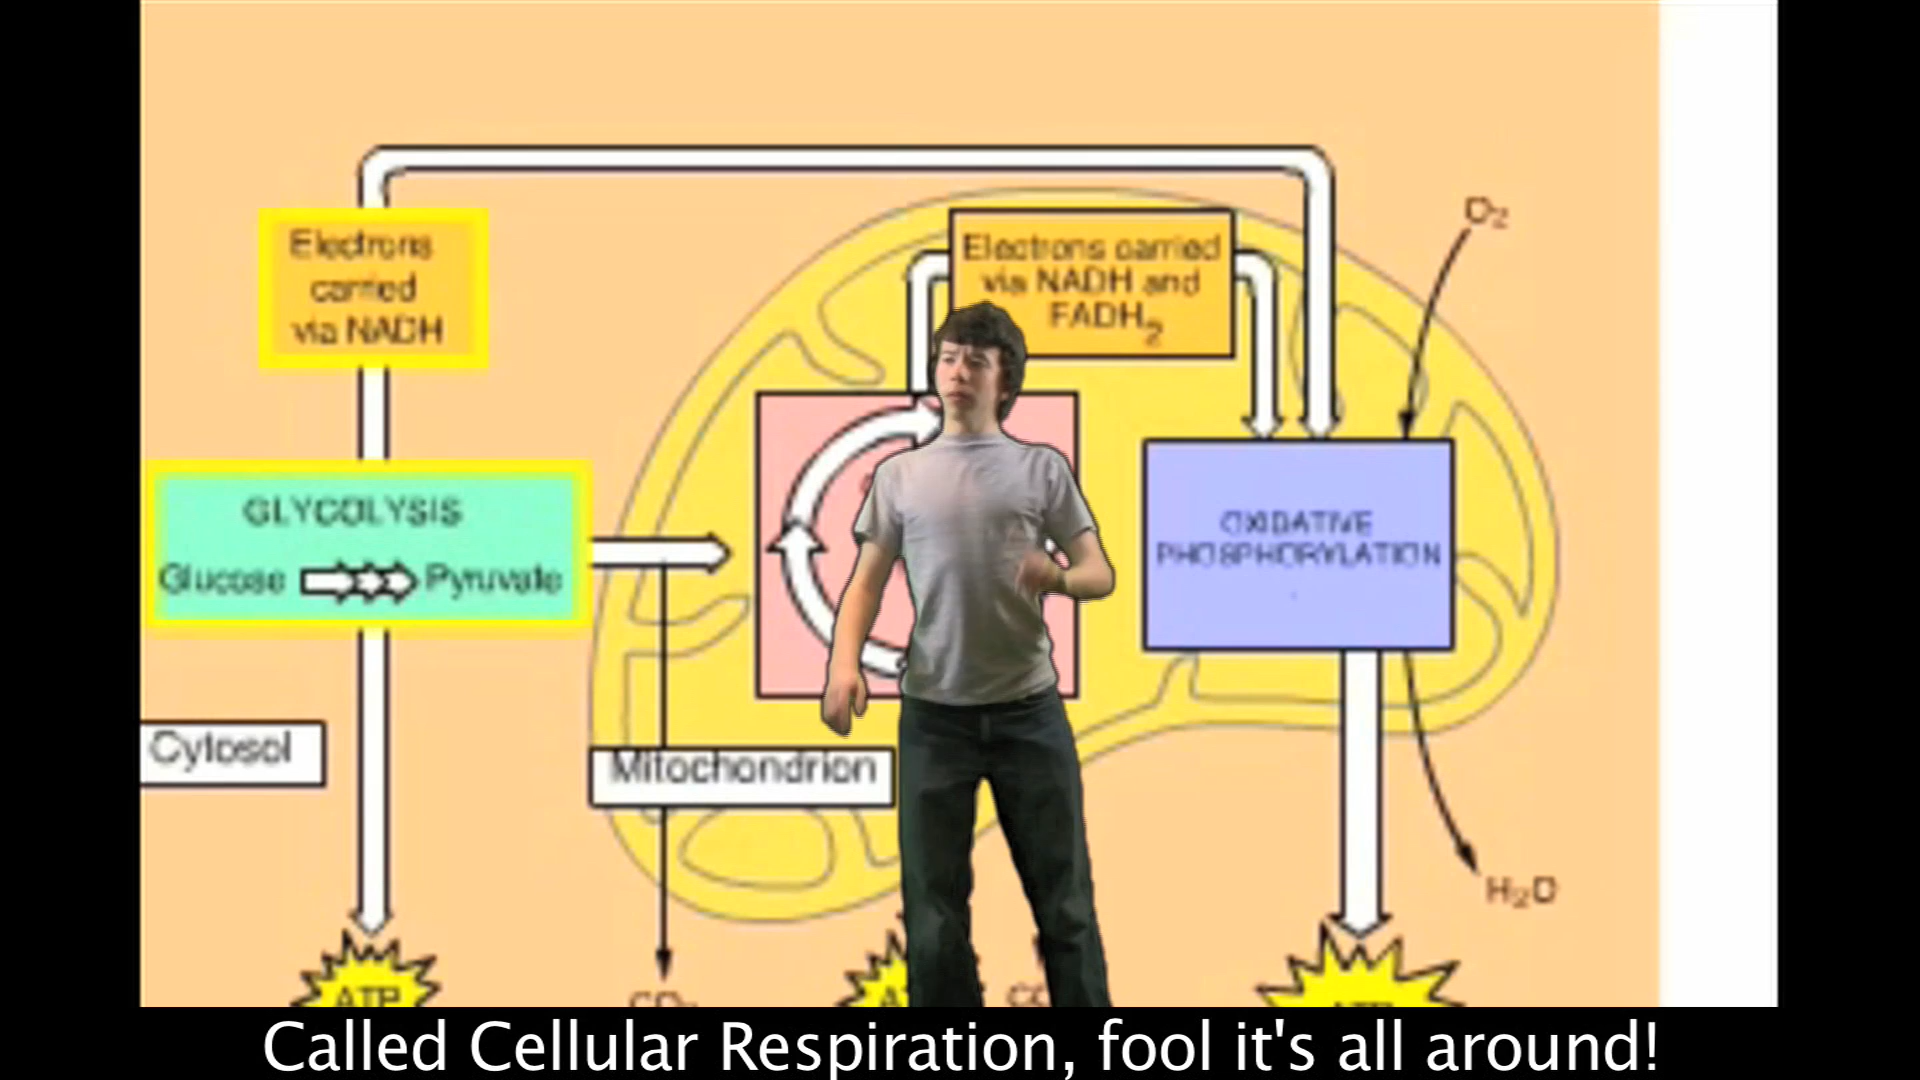 O₂
Electrons
carried
via NADH
Electrons carried
via NADH and
FADH₂
GLYCOLYSIS
Glucose
Pyruvate
OXIDATIVE
PHOSPHORYLATION
Cytosol
Mitochondrion
H₂O
ATP
ATP
Called Cellular Respiration, fool it's all around!